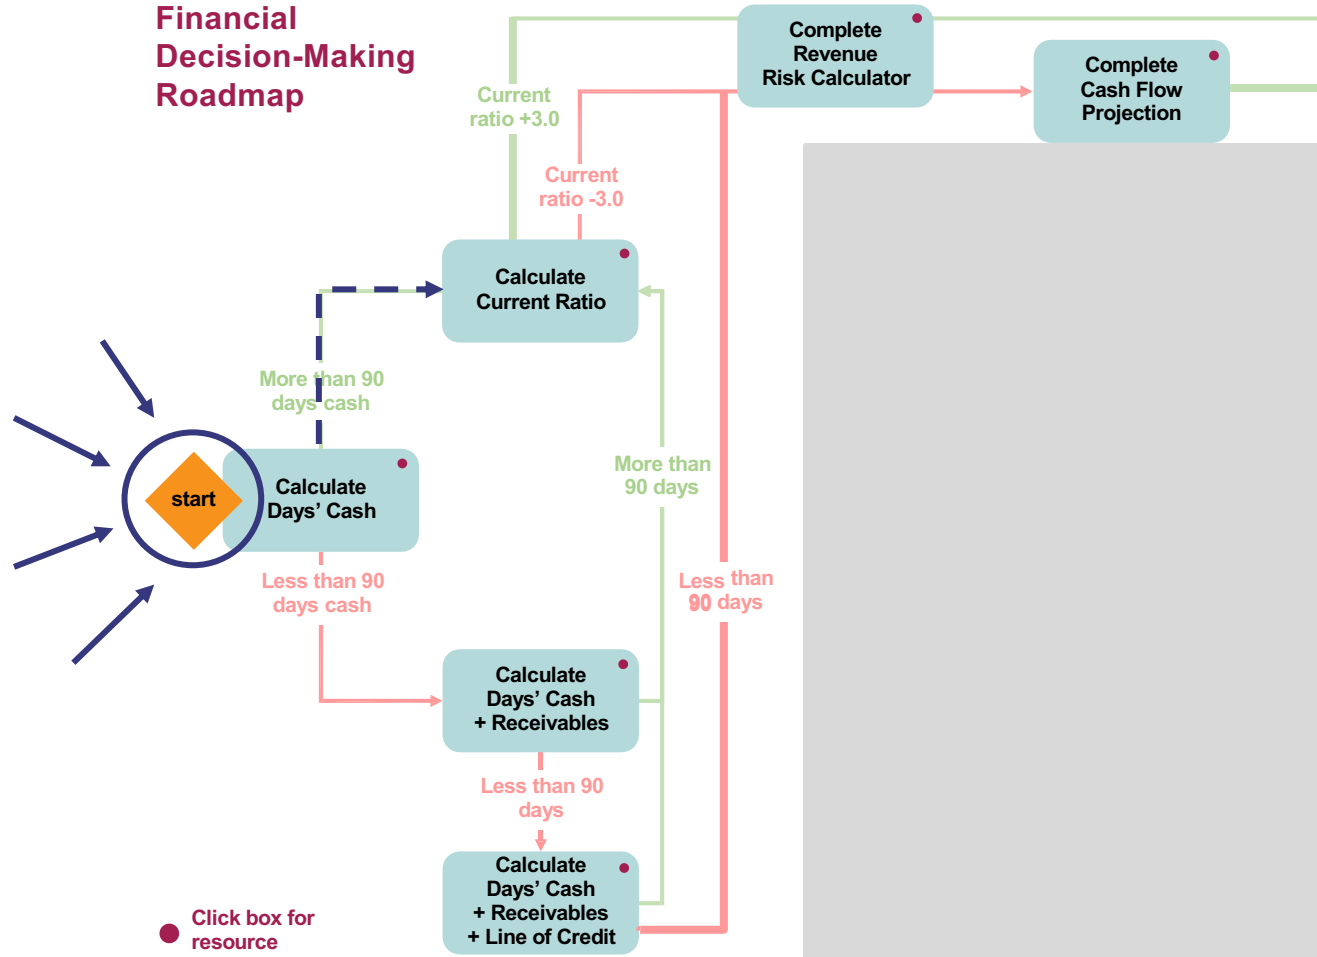 Financial
Decision-Making
Roadmap
Complete
Revenue
Risk Calculator
Complete
Cash Flow
Projection
Current
ratio +3.0
Current
ratio -3.0
Calculate
Current Ratio
More than 90
days cash
start
Calculate
Days’ Cash
More than
90 days
Less than 90
days cash
Less than
90 days
Calculate
Days’ Cash
+ Receivables
Less than 90
days
Calculate
Days’ Cash
+ Receivables
+ Line of Credit
Click box for
resource